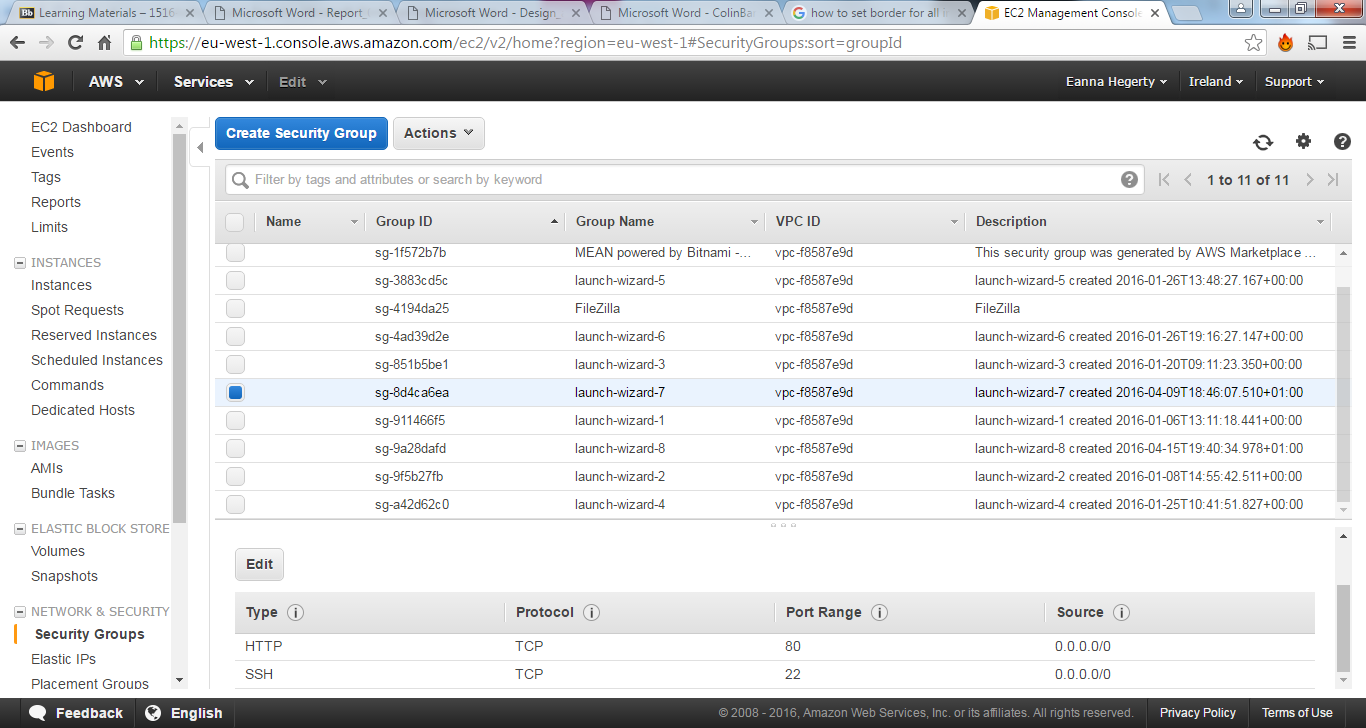 Bb Learning Materials – 1516
Microsoft Word - Report_
Microsoft Word - Design_
Microsoft Word - ColinBa
how to set border for all i
EC2 Management Console
https://eu-west-1.console.aws.amazon.com/ec2/v2/home?region=eu-west-1#SecurityGroups:sort=groupId
AWS Services Edit Eanna Hegerty Ireland Support
EC2 Dashboard
Events
Tags
Reports
Limits
INSTANCES
Instances
Spot Requests
Reserved Instances
Scheduled Instances
Commands
Dedicated Hosts
IMAGES
AMIs
Bundle Tasks
ELASTIC BLOCK STORE
Volumes
Snapshots
NETWORK & SECURITY
Security Groups
Elastic IPs
Placement Groups
Create Security Group Actions
Filter by tags and attributes or search by keyword 1 to 11 of 11
Name Group ID Group Name VPC ID Description
sg-1f572b7b MEAN powered by Bitnami -... vpc-f8587e9d This security group was generated by AWS Marketplace ...
sg-3883cd5c launch-wizard-5 vpc-f8587e9d launch-wizard-5 created 2016-01-26T13:48:27.167+00:00
sg-4194da25 FileZilla vpc-f8587e9d FileZilla
sg-4ad39d2e launch-wizard-6 vpc-f8587e9d launch-wizard-6 created 2016-01-26T19:16:27.147+00:00
sg-851b5be1 launch-wizard-3 vpc-f8587e9d launch-wizard-3 created 2016-01-20T09:11:23.350+00:00
sg-8d4ca6ea launch-wizard-7 vpc-f8587e9d launch-wizard-7 created 2016-04-09T18:46:07.510+01:00
sg-911466f5 launch-wizard-1 vpc-f8587e9d launch-wizard-1 created 2016-01-06T13:11:18.441+00:00
sg-9a28dafd launch-wizard-8 vpc-f8587e9d launch-wizard-8 created 2016-04-15T19:40:34.978+01:00
sg-9f5b27fb launch-wizard-2 vpc-f8587e9d launch-wizard-2 created 2016-01-08T14:55:42.511+00:00
sg-a42d62c0 launch-wizard-4 vpc-f8587e9d launch-wizard-4 created 2016-01-25T10:41:51.827+00:00
Edit
Type Protocol Port Range Source
HTTP TCP 80 0.0.0.0/0
SSH TCP 22 0.0.0.0/0
Feedback English © 2008 - 2016, Amazon Web Services, Inc. or its affiliates. All rights reserved. Privacy Policy Terms of Use